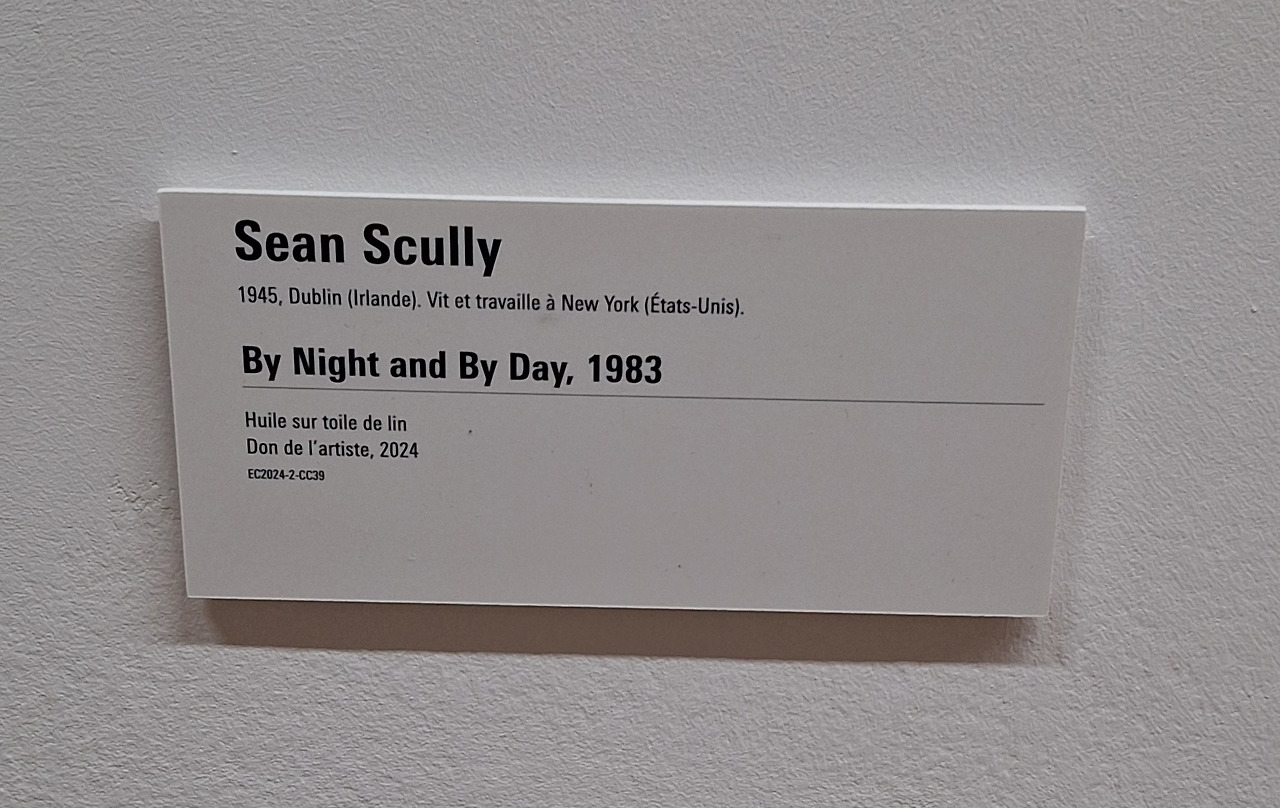 Sean Scully
1945, Dublin (Irlande). Vit et travaille à New York (États-Unis).
By Night and By Day, 1983
Huile sur toile de lin
Don de l'artiste, 2024
EC2024-2-CC39